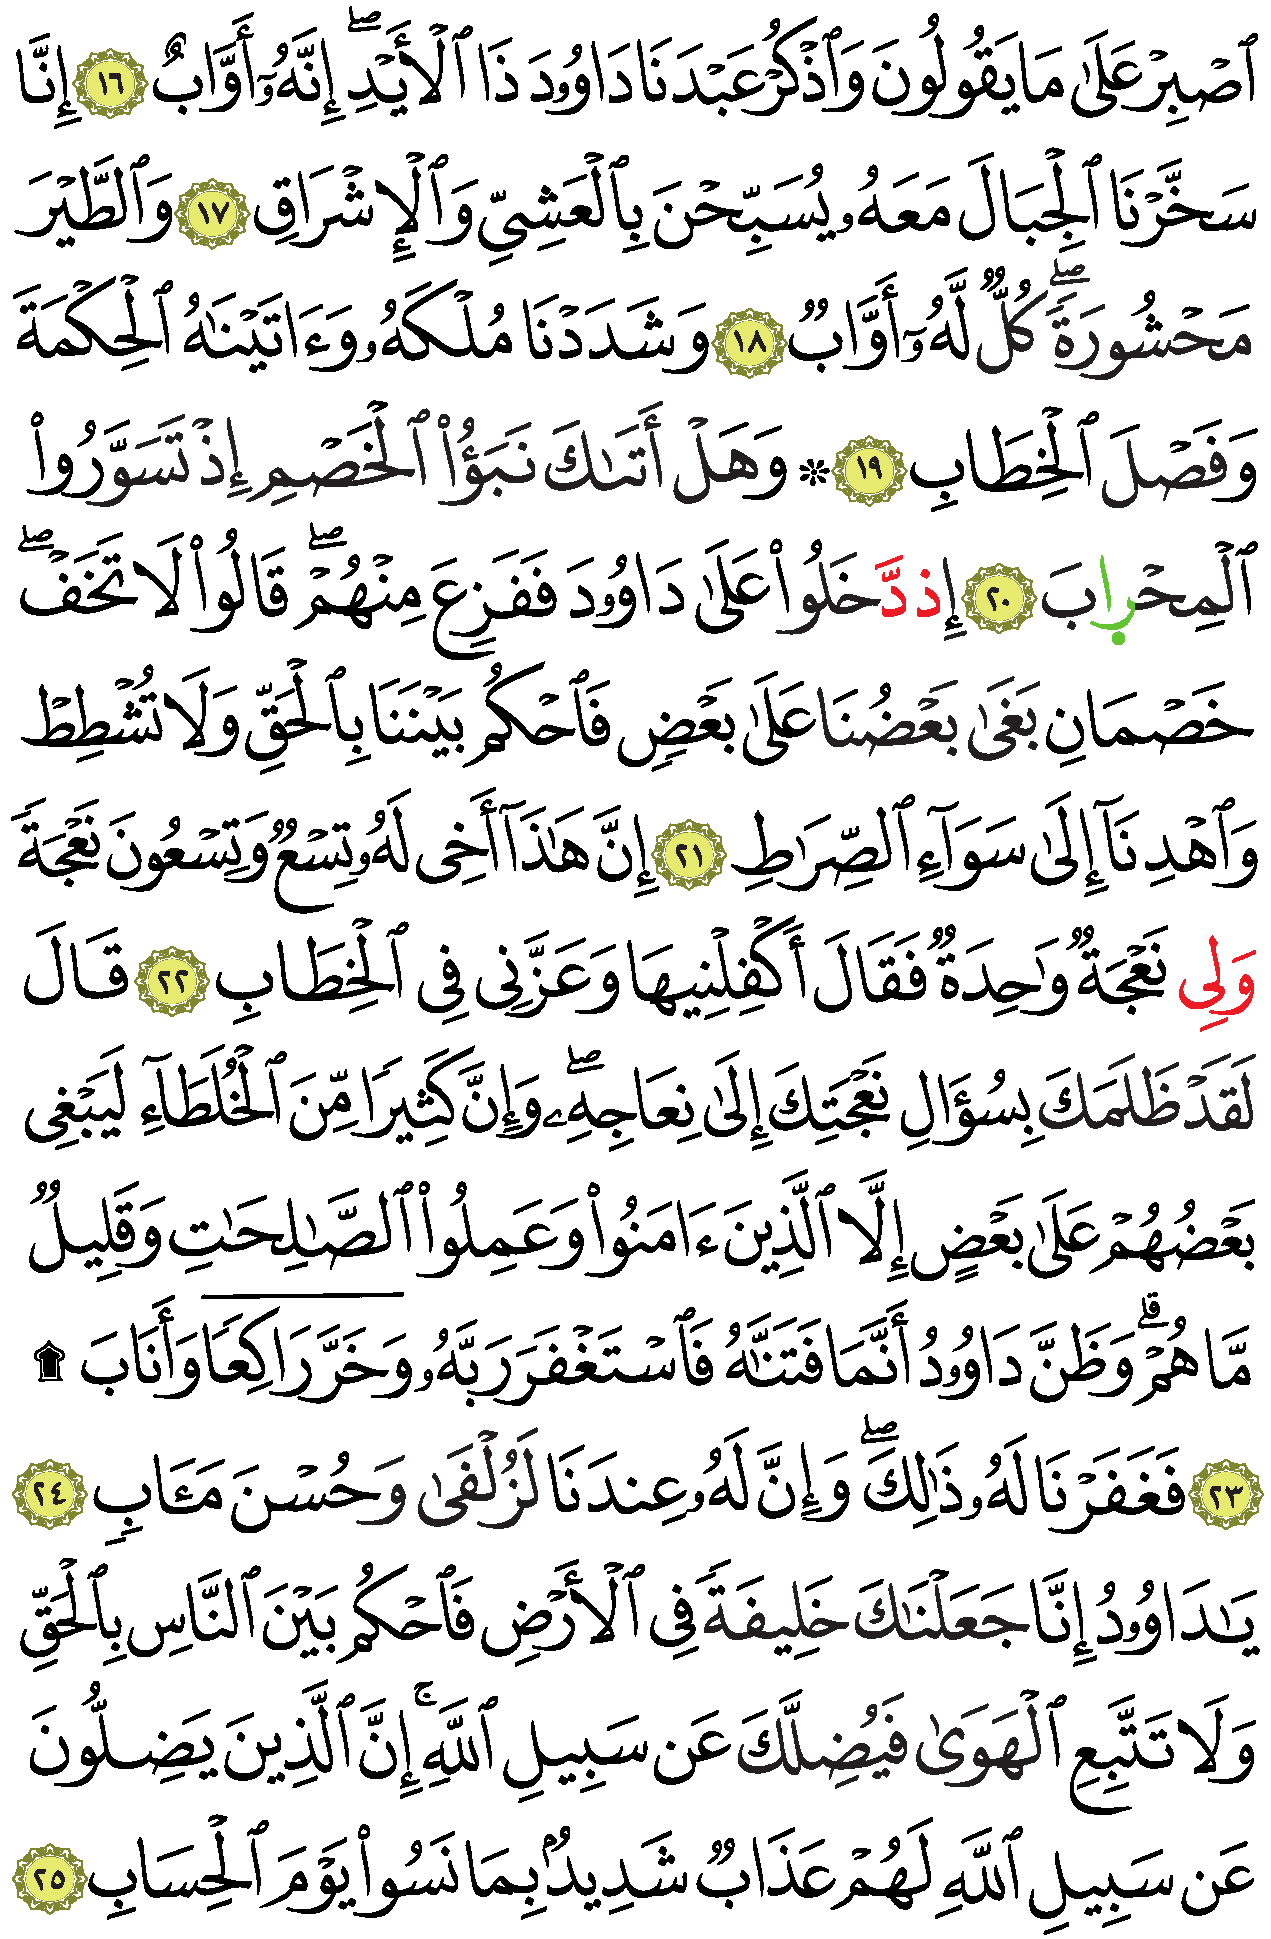 ٱصْبِرْ عَلَىٰ مَا يَقُولُونَ وَٱذْكُرْ عَبْدَنَا دَاوُۥدَ ذَا ٱلْأَيْدِۖ إِنَّهُۥٓ أَوَّابٌ ١٦ إِنَّا
سَخَّرْنَا ٱلْجِبَالَ مَعَهُۥ يُسَبِّحْنَ بِٱلْعَشِيِّ وَٱلْإِشْرَاقِ ١٧ وَٱلطَّيْرَ
مَحْشُورَةًۖ كُلٌّ لَّهُۥٓ أَوَّابٌ ١٨ وَشَدَدْنَا مُلْكَهُۥ وَءَاتَيْنَٰهُ ٱلْحِكْمَةَ
وَفَصْلَ ٱلْخِطَابِ ١٩ ۞ وَهَلْ أَتَىٰكَ نَبَؤُا۟ ٱلْخَصْمِ إِذْ تَسَوَّرُوا۟
ٱلْمِحْرَابَ ٢٠ إِذ دَّخَلُوا۟ عَلَىٰ دَاوُۥدَ فَفَزِعَ مِنْهُمْۖ قَالُوا۟ لَا تَخَفْۖ
خَصْمَانِ بَغَىٰ بَعْضُنَا عَلَىٰ بَعْضٍ فَٱحْكُم بَيْنَنَا بِٱلْحَقِّ وَلَا تُشْطِطْ
وَٱهْدِنَآ إِلَىٰ سَوَآءِ ٱلصِّرَٰطِ ٢١ إِنَّ هَٰذَآ أَخِى لَهُۥ تِسْعٌ وَتِسْعُونَ نَعْجَةً
وَلِى نَعْجَةٌ وَٰحِدَةٌ فَقَالَ أَكْفِلْنِيهَا وَعَزَّنِى فِى ٱلْخِطَابِ ٢٢ قَالَ
لَقَدْ ظَلَمَكَ بِسُؤَالِ نَعْجَتِكَ إِلَىٰ نِعَاجِهِۦۖ وَإِنَّ كَثِيرًا مِّنَ ٱلْخُلَطَآءِ لَيَبْغِى
بَعْضُهُمْ عَلَىٰ بَعْضٍ إِلَّا ٱلَّذِينَ ءَامَنُوا۟ وَعَمِلُوا۟ ٱلصَّٰلِحَٰتِ وَقَلِيلٌ
مَّا هُمْۗ وَظَنَّ دَاوُۥدُ أَنَّمَا فَتَنَّٰهُ فَٱسْتَغْفَرَ رَبَّهُۥ وَخَرَّ رَاكِعًا وَأَنَابَ ۩
٢٣ فَغَفَرْنَا لَهُۥ ذَٰلِكَۖ وَإِنَّ لَهُۥ عِندَنَا لَزُلْفَىٰ وَحُسْنَ مَـَٔابٍ ٢٤
يَٰدَاوُۥدُ إِنَّا جَعَلْنَٰكَ خَلِيفَةً فِى ٱلْأَرْضِ فَٱحْكُم بَيْنَ ٱلنَّاسِ بِٱلْحَقِّ
وَلَا تَتَّبِعِ ٱلْهَوَىٰ فَيُضِلَّكَ عَن سَبِيلِ ٱللَّهِۚ إِنَّ ٱلَّذِينَ يَضِلُّونَ
عَن سَبِيلِ ٱللَّهِ لَهُمْ عَذَابٌ شَدِيدٌۢ بِمَا نَسُوا۟ يَوْمَ ٱلْحِسَابِ ٢٥